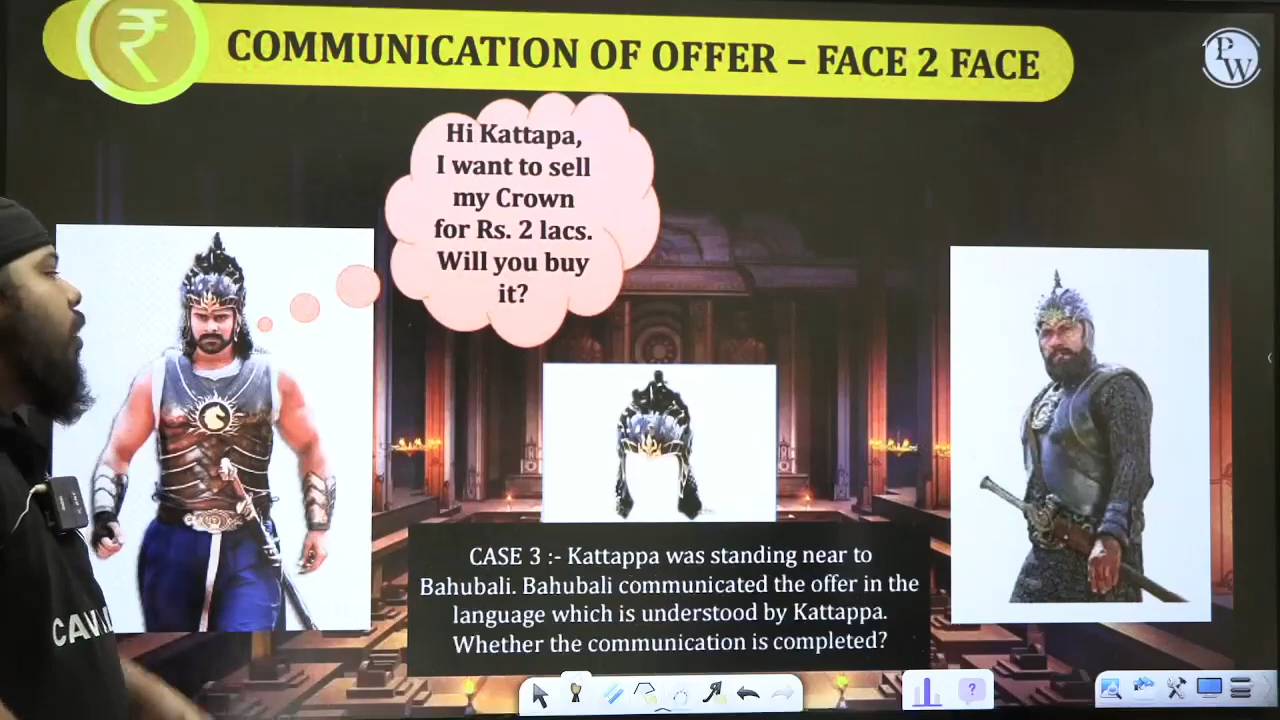 ₹
COMMUNICATION OF OFFER – FACE 2 FACE
PW
Hi Kattapa,
I want to sell
my Crown
for Rs. 2 lacs.
Will you buy
it?
CASE 3 :- Kattappa was standing near to
Bahubali. Bahubali communicated the offer in the
language which is understood by Kattappa.
Whether the communication is completed?
CAV
?